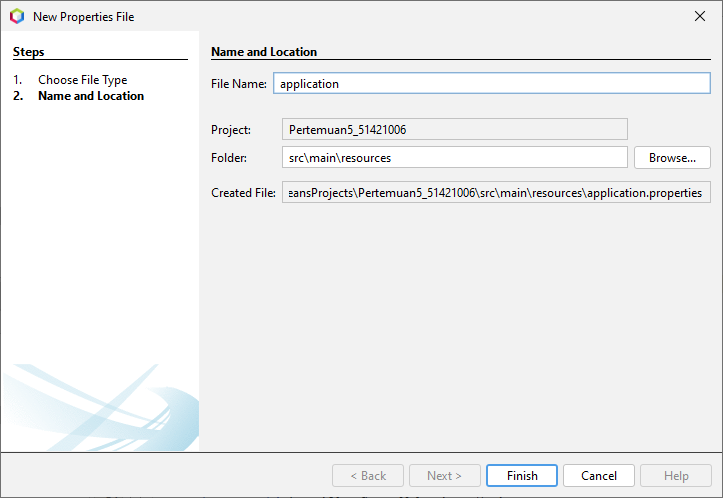 New Properties File
Steps
1. Choose File Type
2. Name and Location
Name and Location
File Name: application
Project: Pertemuan5_51421006
Folder: src\main\resources Browse...
Created File: eansProjects\Pertemuan5_51421006\src\main\resources\application.properties
< Back Next > Finish Cancel Help